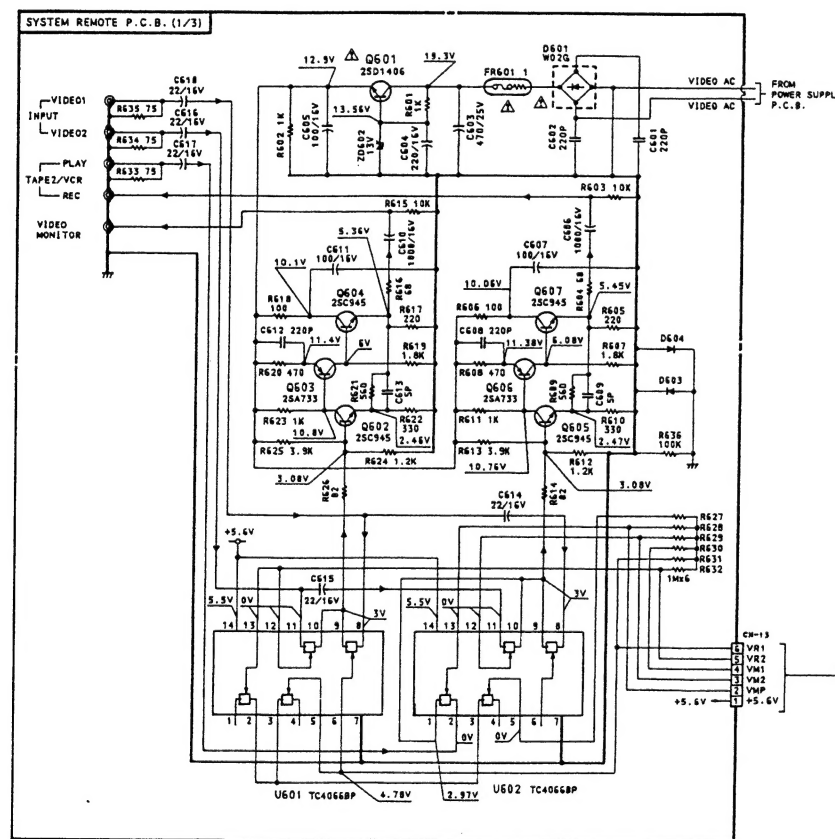 SYSTEM REMOTE P.C.B. (1/3)
VIDEO1
INPUT
VIDEO2
PLAY
TAPE2/VCR
REC
VIDEO
MONITOR
R635 75
C618
22/16V
C616
22/16V
R634 75
C617
22/16V
R633 75
12.9V
Q601
2SD1406
19.3V
FR601 1
D601
W02G
VIDEO AC
VIDEO AC
FROM
POWER SUPPL
P.C.B.
R602 1K
C605
100/16V
13.56V
ZD602
13V
R601
1K
C604
220/16V
C603
470/25V
C602
220P
C601
220P
R603 10K
R615 10K
5.36V
C610
1000/16V
C611
100/16V
10.1V
R616
68
Q604
2SC945
R618
100
R617
220
C612 220P
11.4V
6V
R619
1.8K
R620 470
Q603
2SA733
R621
560
C613
5P
R623 1K
Q602
2SC945
R622
330
10.8V
2.46V
R625 3.9K
R624 1.2K
3.08V
R626
82
C606
1000/16V
C607
100/16V
10.06V
R604 68
5.45V
Q607
2SC945
R606 100
R605
220
C608 220P
11.38V
6.08V
R607
1.8K
R608 470
Q606
2SA733
R609
560
C609
5P
R611 1K
Q605
2SC945
R610
330
2.47V
R613 3.9K
10.76V
R612
1.2K
3.08V
R614
82
D604
D603
R636
100K
C614
22/16V
R627
R628
R629
R630
R631
R632
1Mx6
+5.6V
C615
22/16V
5.5V
0V
3V
5.5V
0V
3V
14 13 12 11 10 9 8
14 13 12 11 10 9 8
1 2 3 4 5 6 7
1 2 3 4 5 6 7
0V
0V
CN-13
6 VR1
5 VR2
4 VM1
3 VM2
2 VMP
+5.6V 1 +5.6V
U601 TC4066BP
4.78V
2.97V
U602 TC4066BP